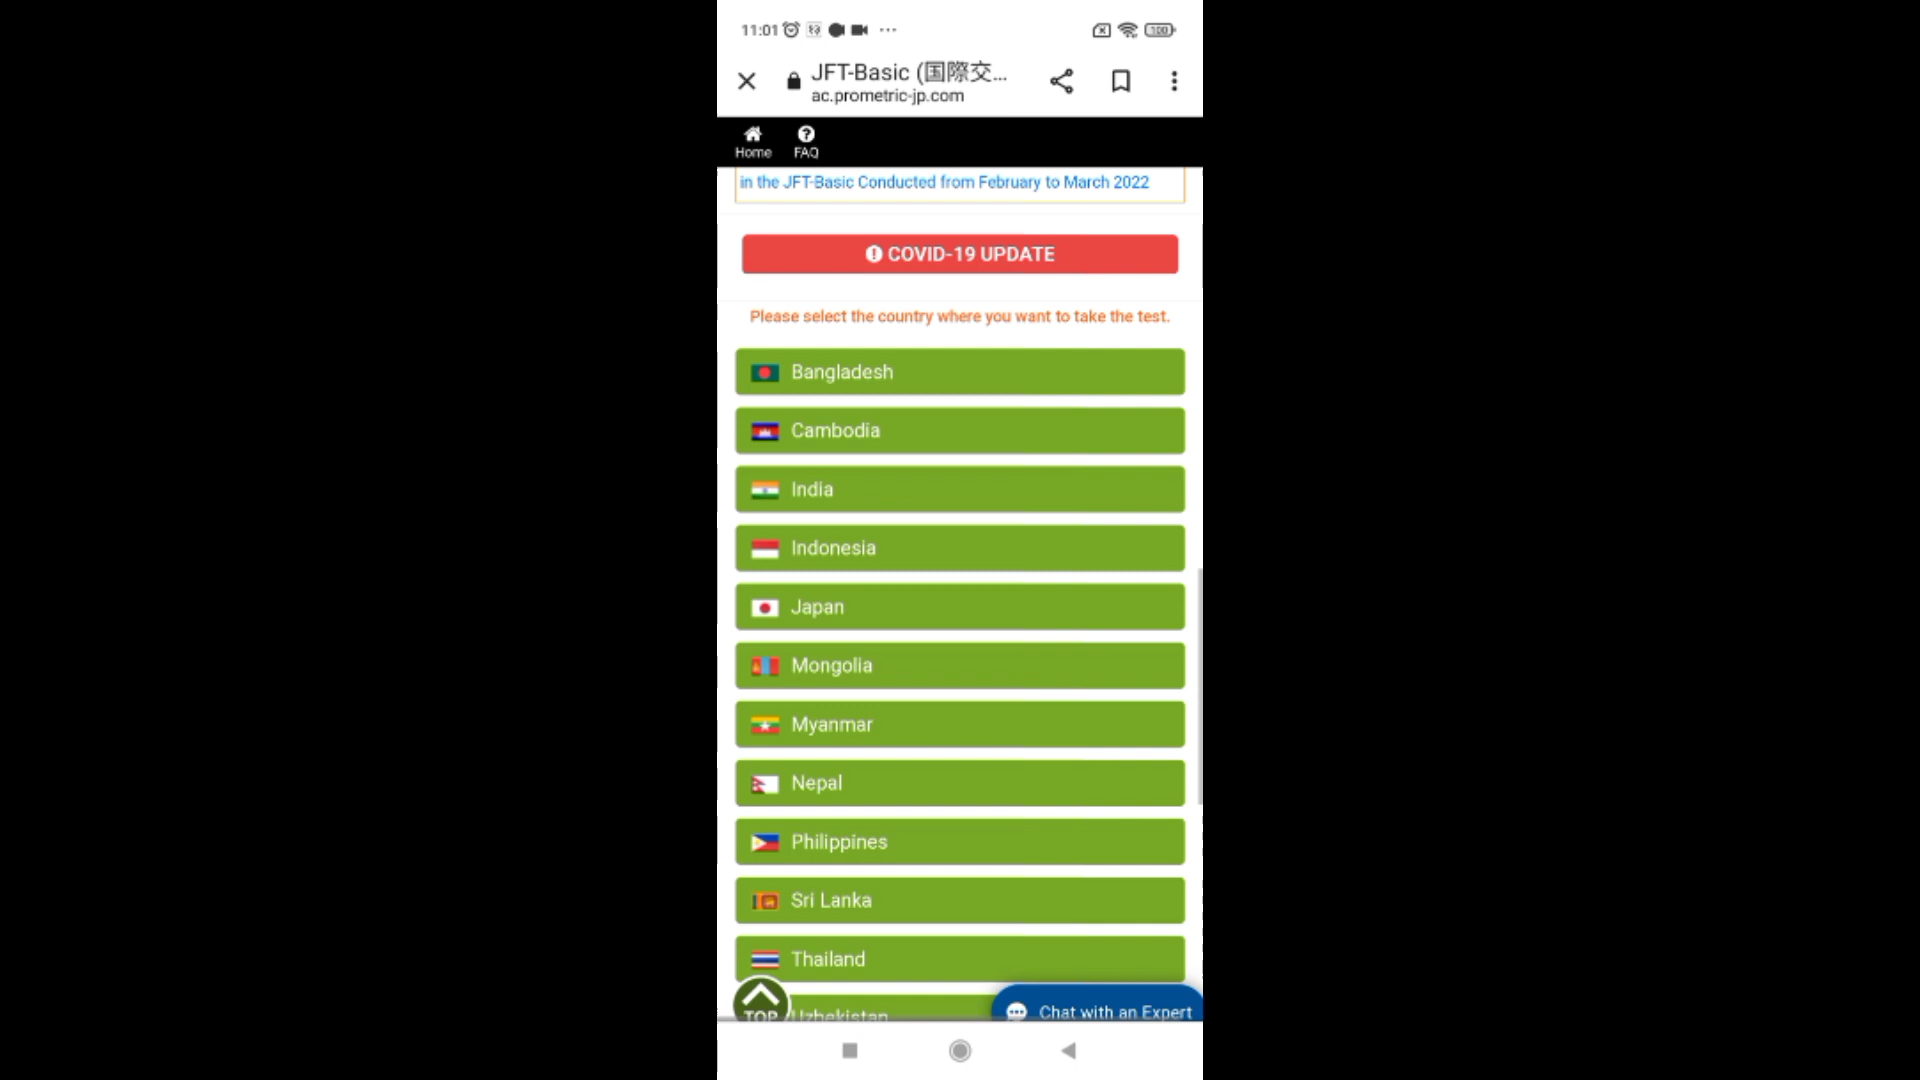 11:01
100
JFT-Basic (国際交...
ac.prometric-jp.com
Home
FAQ
in the JFT-Basic Conducted from February to March 2022
COVID-19 UPDATE
Please select the country where you want to take the test.
Bangladesh
Cambodia
India
Indonesia
Japan
Mongolia
Myanmar
Nepal
Philippines
Sri Lanka
Thailand
TOP
Uzbekistan
Chat with an Expert